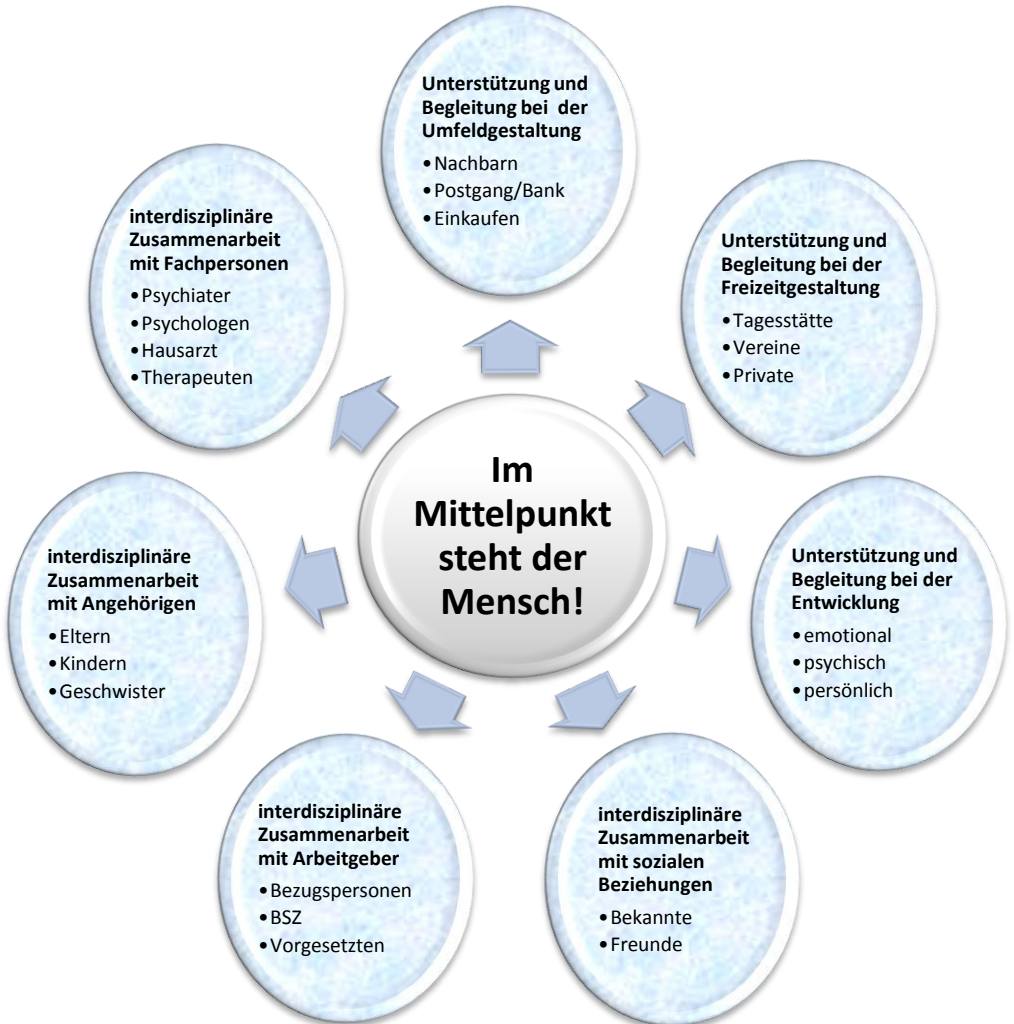 Unterstützung und
Begleitung bei der
Umfeldgestaltung
•Nachbarn
•Postgang/Bank
•Einkaufen
Unterstützung und
Begleitung bei der
Freizeitgestaltung
•Tagesstätte
•Vereine
•Private
Unterstützung und
Begleitung bei der
Entwicklung
•emotional
•psychisch
•persönlich
interdisziplinäre
Zusammenarbeit
mit sozialen
Beziehungen
•Bekannte
•Freunde
interdisziplinäre
Zusammenarbeit
mit Arbeitgeber
•Bezugspersonen
•BSZ
•Vorgesetzten
interdisziplinäre
Zusammenarbeit
mit Angehörigen
•Eltern
•Kindern
•Geschwister
interdisziplinäre
Zusammenarbeit
mit Fachpersonen
•Psychiater
•Psychologen
•Hausarzt
•Therapeuten
Im
Mittelpunkt
steht der
Mensch!